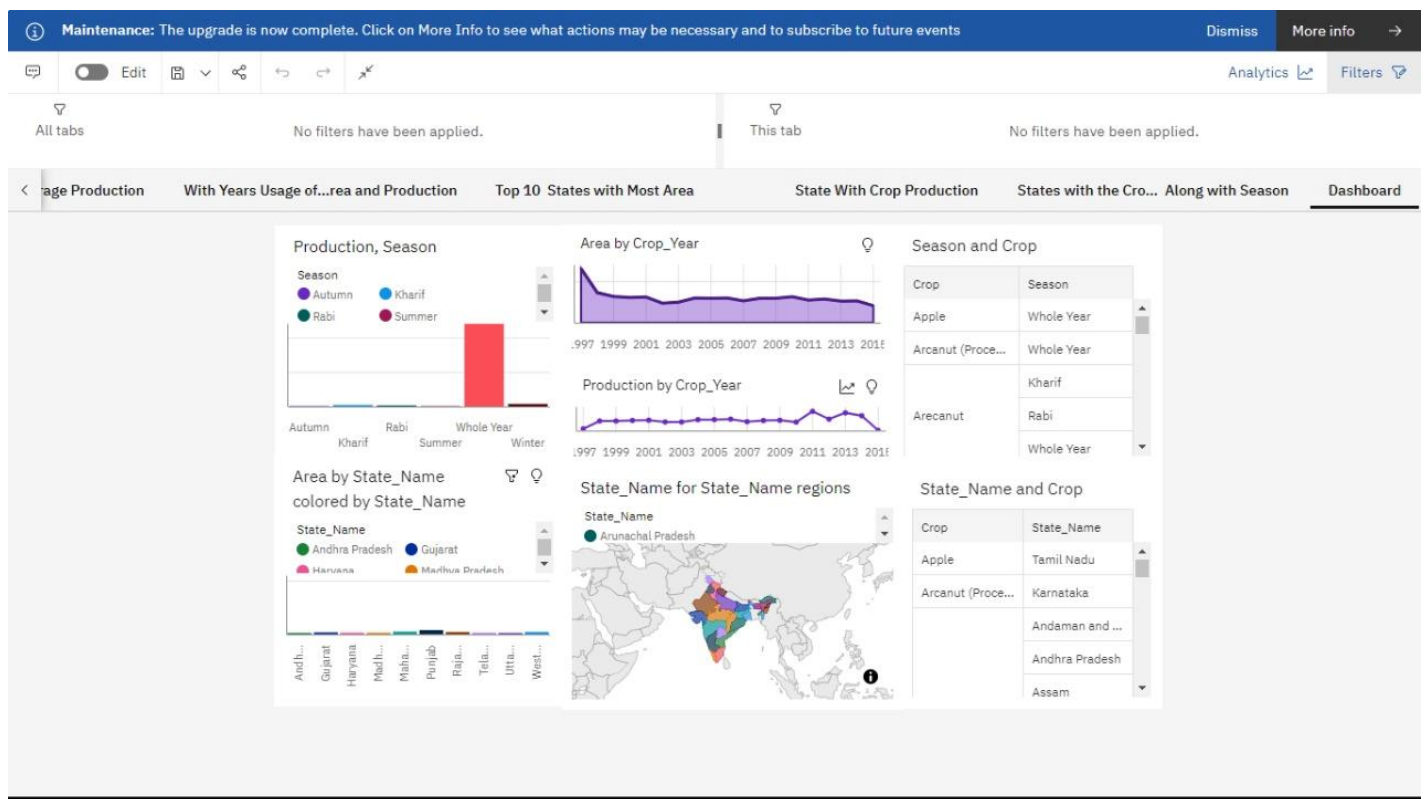 Maintenance: The upgrade is now complete. Click on More Info to see what actions may be necessary and to subscribe to future events
Dismiss
More info
Edit
Analytics
Filters
All tabs
No filters have been applied.
This tab
No filters have been applied.
age Production
With Years Usage of...rea and Production
Top 10 States with Most Area
State With Crop Production
States with the Cro... Along with Season
Dashboard
Production, Season
Season
Autumn Kharif
Rabi Summer
Autumn Rabi Whole Year
Kharif Summer Winter
Area by Crop_Year
1997 1999 2001 2003 2005 2007 2009 2011 2013 2015
Production by Crop_Year
1997 1999 2001 2003 2005 2007 2009 2011 2013 2015
Season and Crop
Crop Season
Apple Whole Year
Arcanut (Proce... Whole Year
Kharif
Arecanut Rabi
Whole Year
Area by State_Name
colored by State_Name
State_Name
Andhra Pradesh Gujarat
Haryana Madhya Pradesh
Andh... Gujarat Haryana Madh... Maha... Punjab Raja... Tela... Utta... West...
State_Name for State_Name regions
State_Name
Arunachal Pradesh
State_Name and Crop
Crop State_Name
Apple Tamil Nadu
Arcanut (Proce... Karnataka
Andaman and ...
Andhra Pradesh
Assam